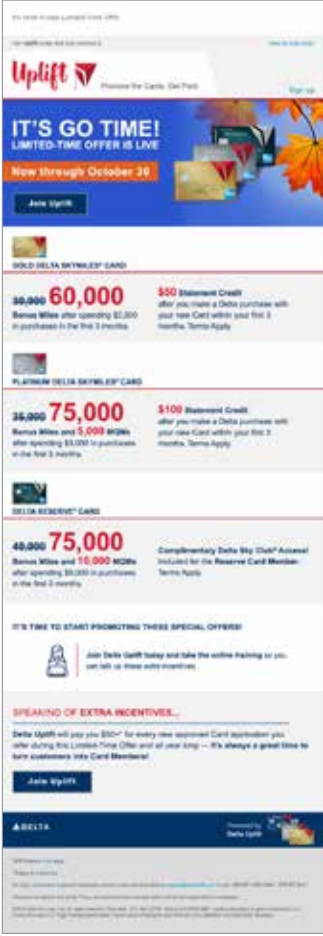 Uplift
Promote the Cards. Get Paid.
Sign up
IT'S GO TIME!
LIMITED-TIME OFFER IS LIVE
Now through October 30
Join Uplift
GOLD DELTA SKYMILES® CARD
30,000 60,000
Bonus Miles after spending $2,000
in purchases in the first 3 months.
$50 Statement Credit
after you make a Delta purchase with
your new Card within your first 3
months. Terms Apply.
PLATINUM DELTA SKYMILES® CARD
35,000 75,000
Bonus Miles and 5,000 MQMs
after spending $3,000 in purchases
in the first 3 months.
$100 Statement Credit
after you make a Delta purchase with
your new Card within your first 3
months. Terms Apply.
DELTA RESERVE® CARD
40,000 75,000
Bonus Miles and 10,000 MQMs
after spending $5,000 in purchases
in the first 3 months.
Complimentary Delta Sky Club® Access!
Included for the Reserve Card Member.
Terms Apply.
IT'S TIME TO START PROMOTING THESE SPECIAL OFFERS!
Join Delta Uplift today and take the online training so you
can talk up these extra incentives.
SPEAKING OF EXTRA INCENTIVES...
Delta Uplift will pay you $50+* for every new approved Card application you
refer during this Limited-Time Offer and all year long — it's always a great time to
turn customers into Card Members!
Join Uplift
DELTA
Powered by
Delta Uplift